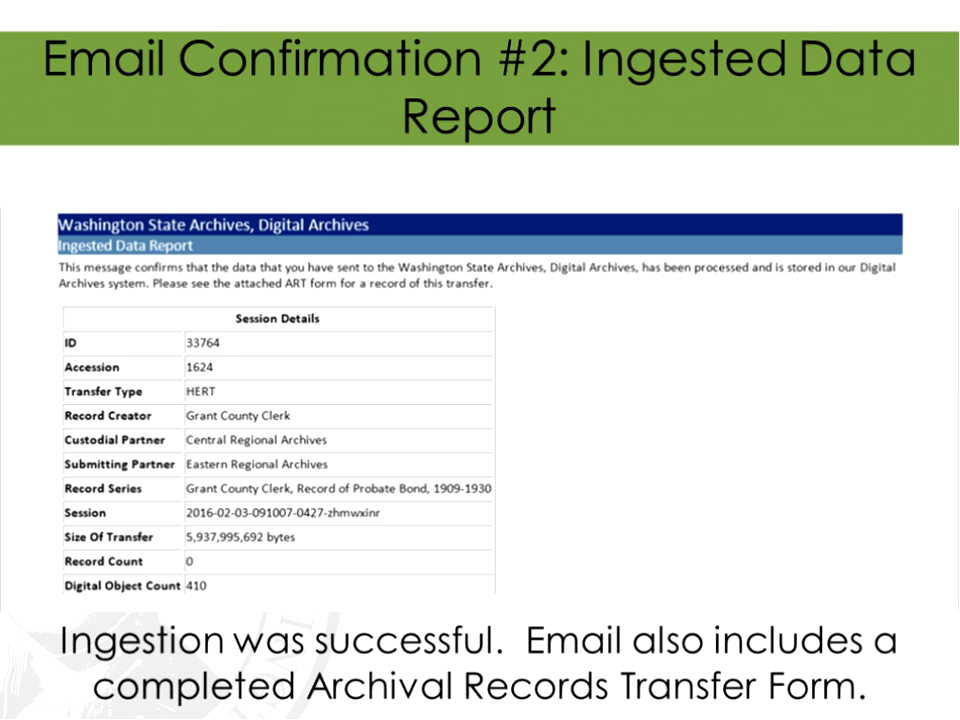 Email Confirmation #2: Ingested Data
Report
Washington State Archives, Digital Archives
Ingested Data Report
This message confirms that the data that you have sent to the Washington State Archives, Digital Archives, has been processed and is stored in our Digital
Archives system. Please see the attached ART form for a record of this transfer.
Session Details
ID 33764
Accession 1624
Transfer Type HERT
Record Creator Grant County Clerk
Custodial Partner Central Regional Archives
Submitting Partner Eastern Regional Archives
Record Series Grant County Clerk, Record of Probate Bond, 1909-1930
Session 2016-02-03-091007-0427-zhmwxinr
Size Of Transfer 5,937,995,692 bytes
Record Count 0
Digital Object Count 410
Ingestion was successful.  Email also includes a
completed Archival Records Transfer Form.